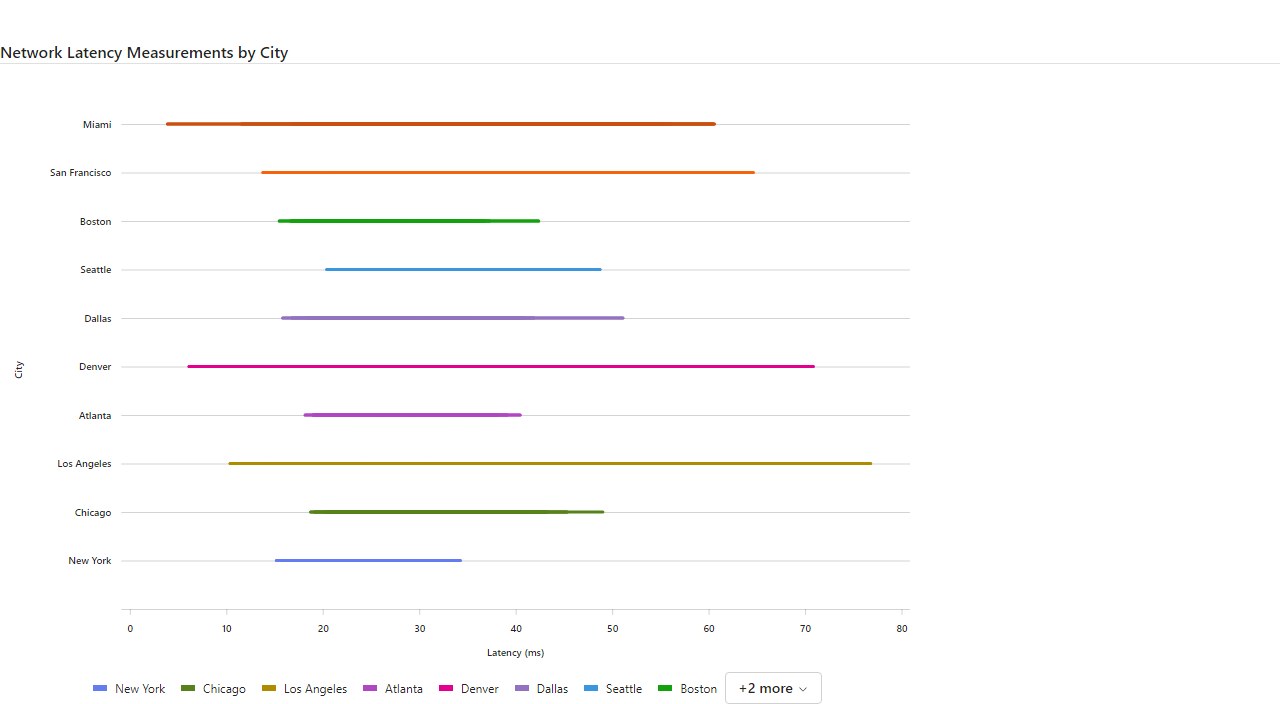 Network Latency Measurements by City
Miami
San Francisco
Boston
Seattle
Dallas
Denver
Atlanta
Los Angeles
Chicago
New York
City
0 10 20 30 40 50 60 70 80
Latency (ms)
New York Chicago Los Angeles Atlanta Denver Dallas Seattle Boston +2 more